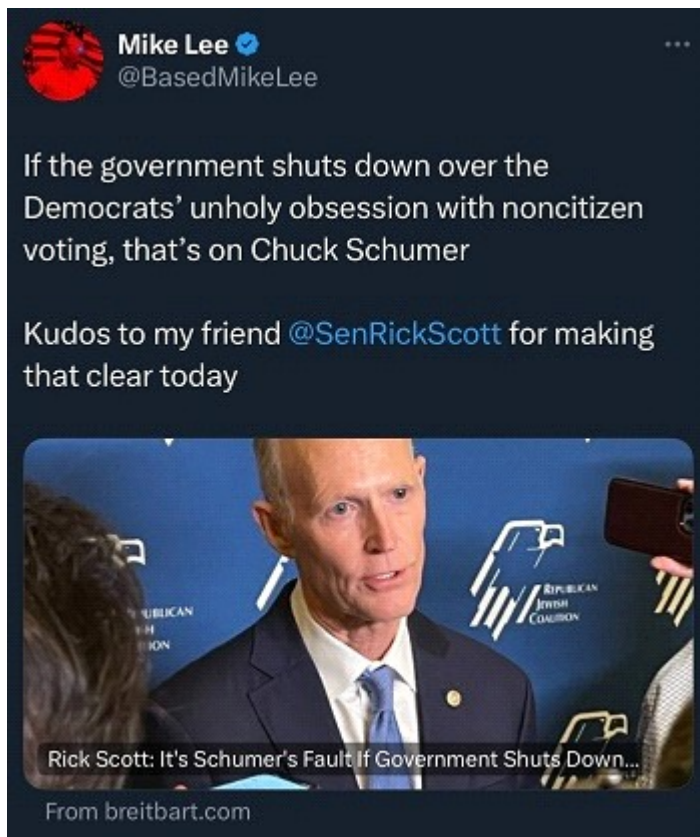 Mike Lee
@BasedMikeLee
If the government shuts down over the
Democrats’ unholy obsession with noncitizen
voting, that’s on Chuck Schumer
Kudos to my friend @SenRickScott for making
that clear today
REPUBLICAN
JEWISH
COALITION
Rick Scott: It's Schumer's Fault If Government Shuts Down...
From breitbart.com